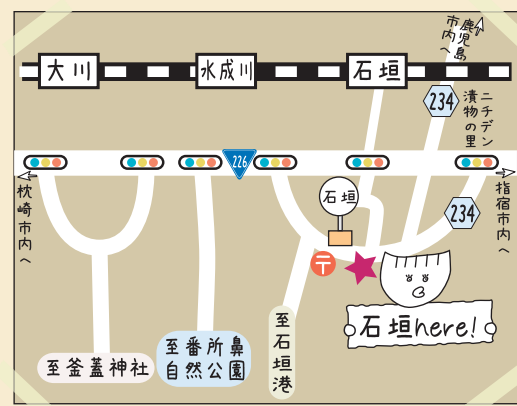 鹿児島
市内へ
大川
水成川
石垣
234
ニチデン
漬物の里
226
枕崎市内へ
指宿市内へ
石垣
234
〒
石垣here!
至石垣港
至番所鼻
自然公園
至釜蓋神社